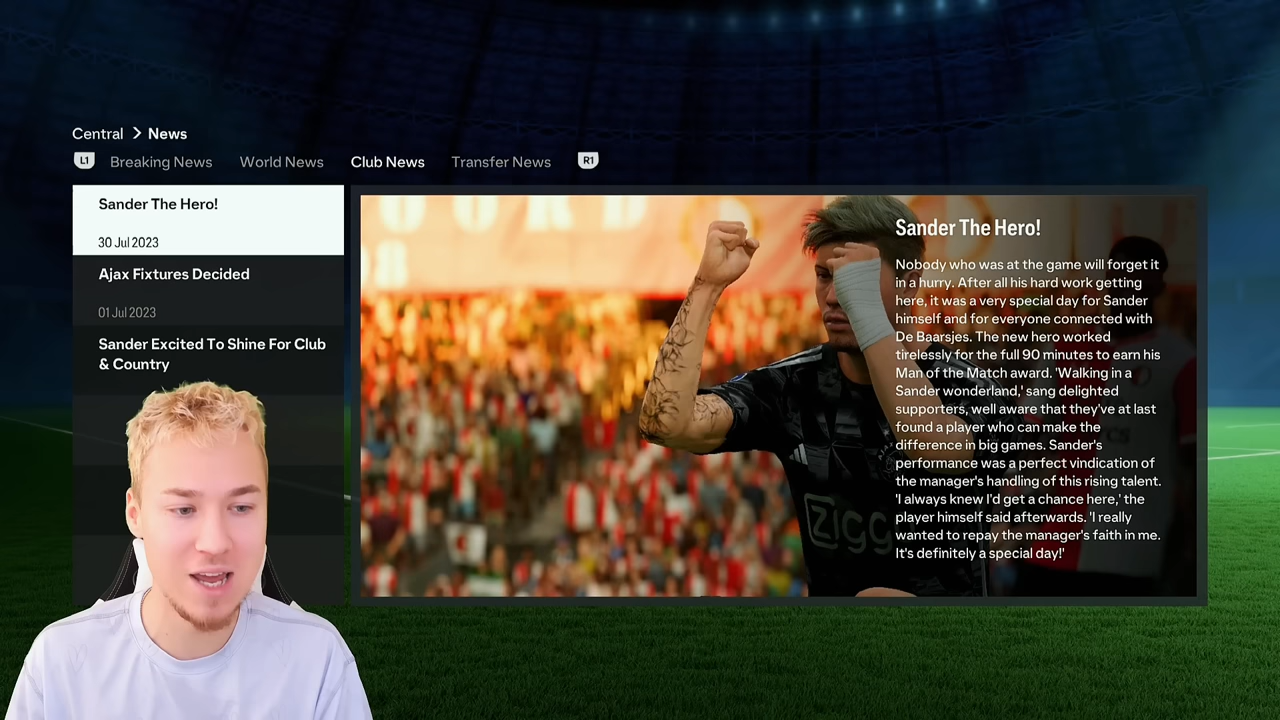 Central > News
L1 Breaking News World News Club News Transfer News R1
Sander The Hero!
30 Jul 2023
Ajax Fixtures Decided
01 Jul 2023
Sander Excited To Shine For Club
& Country
Sander The Hero!
Nobody who was at the game will forget it
in a hurry. After all his hard work getting
here, it was a very special day for Sander
himself and for everyone connected with
De Baarsjes. The new hero worked
tirelessly for the full 90 minutes to earn his
Man of the Match award. 'Walking in a
Sander wonderland,' sang delighted
supporters, well aware that they've at last
found a player who can make the
difference in big games. Sander's
performance was a perfect vindication of
the manager's handling of this rising talent.
'I always knew I'd get a chance here,' the
player himself said afterwards. 'I really
wanted to repay the manager's faith in me.
It's definitely a special day!'
ZIGG